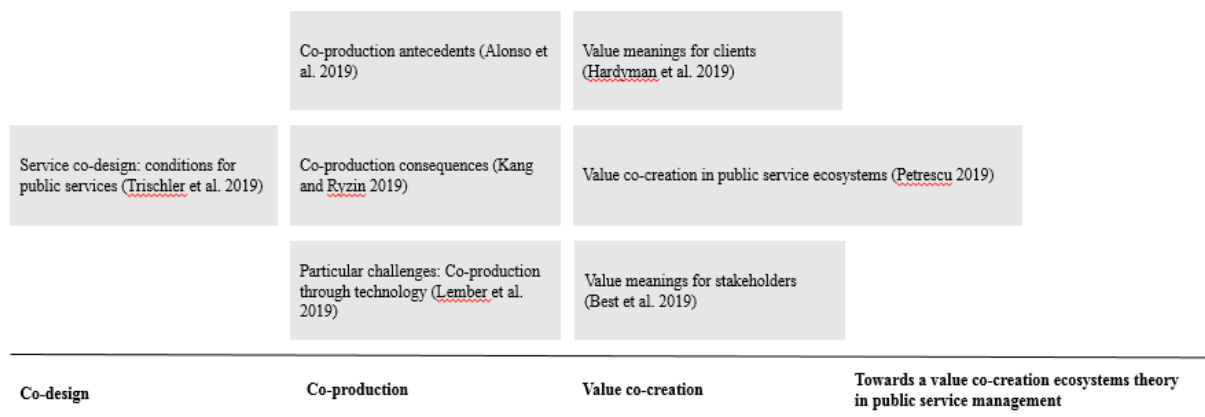 Co-production antecedents (Alonso et
al. 2019)
Value meanings for clients
(Hardyman et al. 2019)
Service co-design: conditions for
public services (Trischler et al. 2019)
Co-production consequences (Kang
and Ryzin 2019)
Value co-creation in public service ecosystems (Petrescu 2019)
Particular challenges: Co-production
through technology (Lember et al.
2019)
Value meanings for stakeholders
(Best et al. 2019)
Co-design
Co-production
Value co-creation
Towards a value co-creation ecosystems theory
in public service management